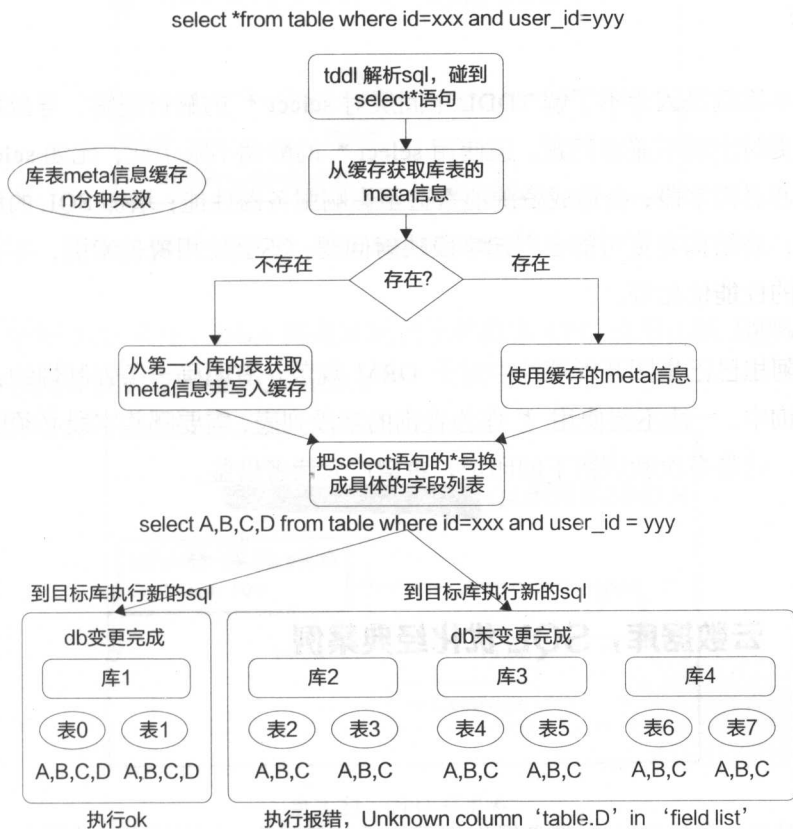 select *from table where id=xxx and user_id=yyy
tddl 解析sql，碰到
select*语句
库表meta信息缓存
n分钟失效
从缓存获取库表的
meta信息
不存在
存在?
存在
从第一个库的表获取
meta信息并写入缓存
使用缓存的meta信息
把select语句的*号换
成具体的字段列表
select A,B,C,D from table where id=xxx and user_id = yyy
到目标库执行新的sql
到目标库执行新的sql
db变更完成
db未变更完成
库1
库2
库3
库4
表0
表1
表2
表3
表4
表5
表6
表7
A,B,C,D
A,B,C,D
A,B,C
A,B,C
A,B,C
A,B,C
A,B,C
A,B,C
执行ok
执行报错，Unknown column ‘table.D’ in ‘field list’